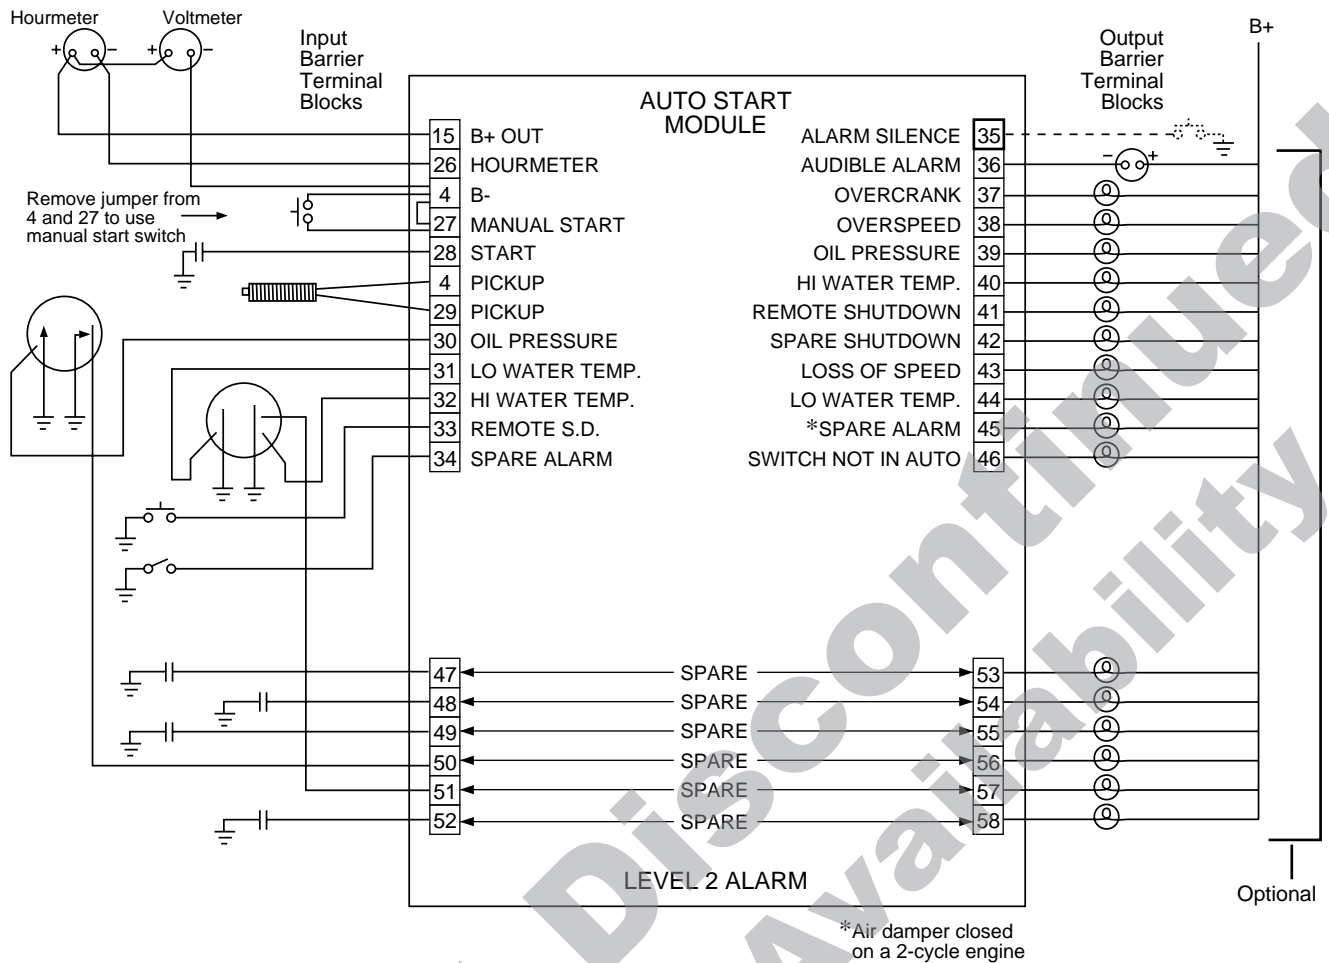 Hourmeter
Voltmeter
+ - + -
Input
Barrier
Terminal
Blocks
Output
Barrier
Terminal
Blocks
B+
AUTO START
MODULE
15 B+ OUT
26 HOURMETER
4 B-
27 MANUAL START
28 START
4 PICKUP
29 PICKUP
30 OIL PRESSURE
31 LO WATER TEMP.
32 HI WATER TEMP.
33 REMOTE S.D.
34 SPARE ALARM
Remove jumper from
4 and 27 to use
manual start switch
ALARM SILENCE 35
AUDIBLE ALARM 36 - +
OVERCRANK 37
OVERSPEED 38
OIL PRESSURE 39
HI WATER TEMP. 40
REMOTE SHUTDOWN 41
SPARE SHUTDOWN 42
LOSS OF SPEED 43
LO WATER TEMP. 44
*SPARE ALARM 45
SWITCH NOT IN AUTO 46
47 SPARE 53
48 SPARE 54
49 SPARE 55
50 SPARE 56
51 SPARE 57
52 SPARE 58
LEVEL 2 ALARM
Optional
*Air damper closed
on a 2-cycle engine
Discontinued
Availability